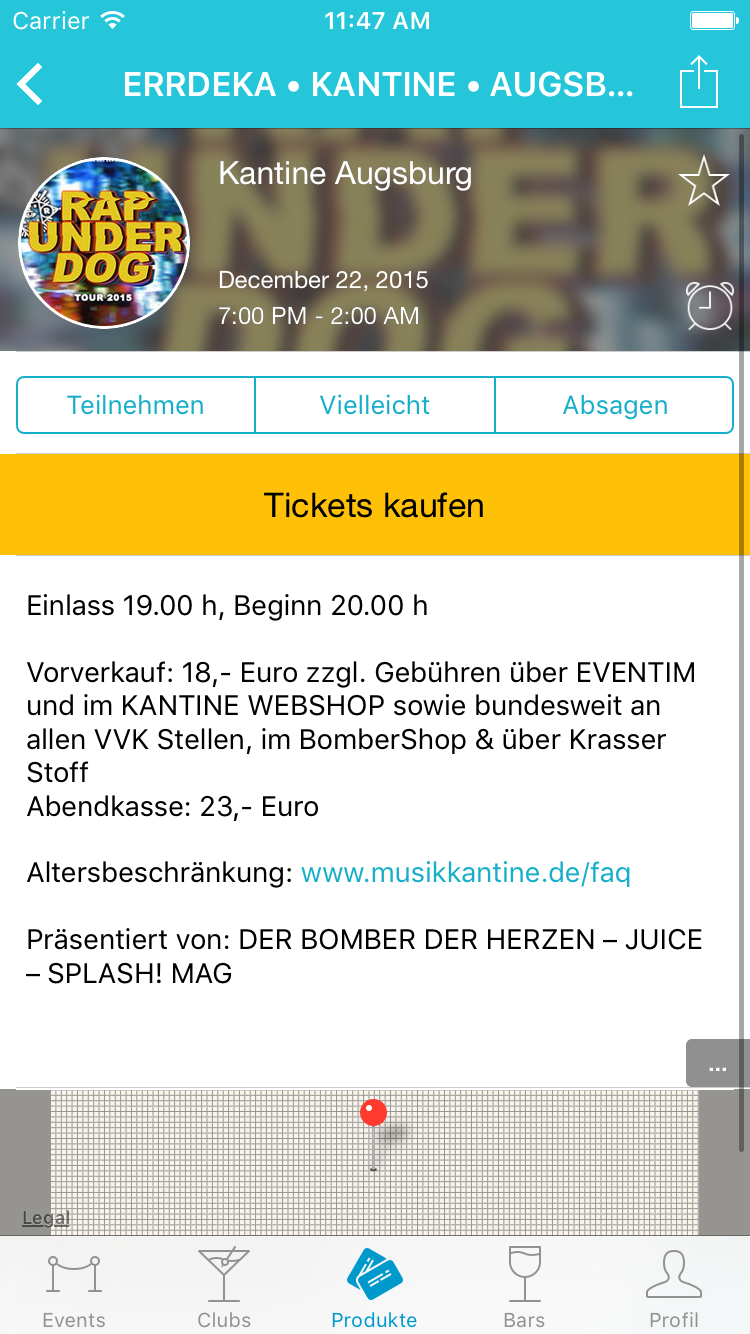 Carrier 11:47 AM
ERRDEKA • KANTINE • AUGSB...
RAP
UNDER
DOG
TOUR 2015
Kantine Augsburg
December 22, 2015
7:00 PM - 2:00 AM
Teilnehmen Vielleicht Absagen
Tickets kaufen
Einlass 19.00 h, Beginn 20.00 h
Vorverkauf: 18,- Euro zzgl. Gebühren über EVENTIM
und im KANTINE WEBSHOP sowie bundesweit an
allen VVK Stellen, im BomberShop & über Krasser
Stoff
Abendkasse: 23,- Euro
Altersbeschränkung: www.musikkantine.de/faq
Präsentiert von: DER BOMBER DER HERZEN – JUICE
– SPLASH! MAG
...
Legal
Events Clubs Produkte Bars Profil